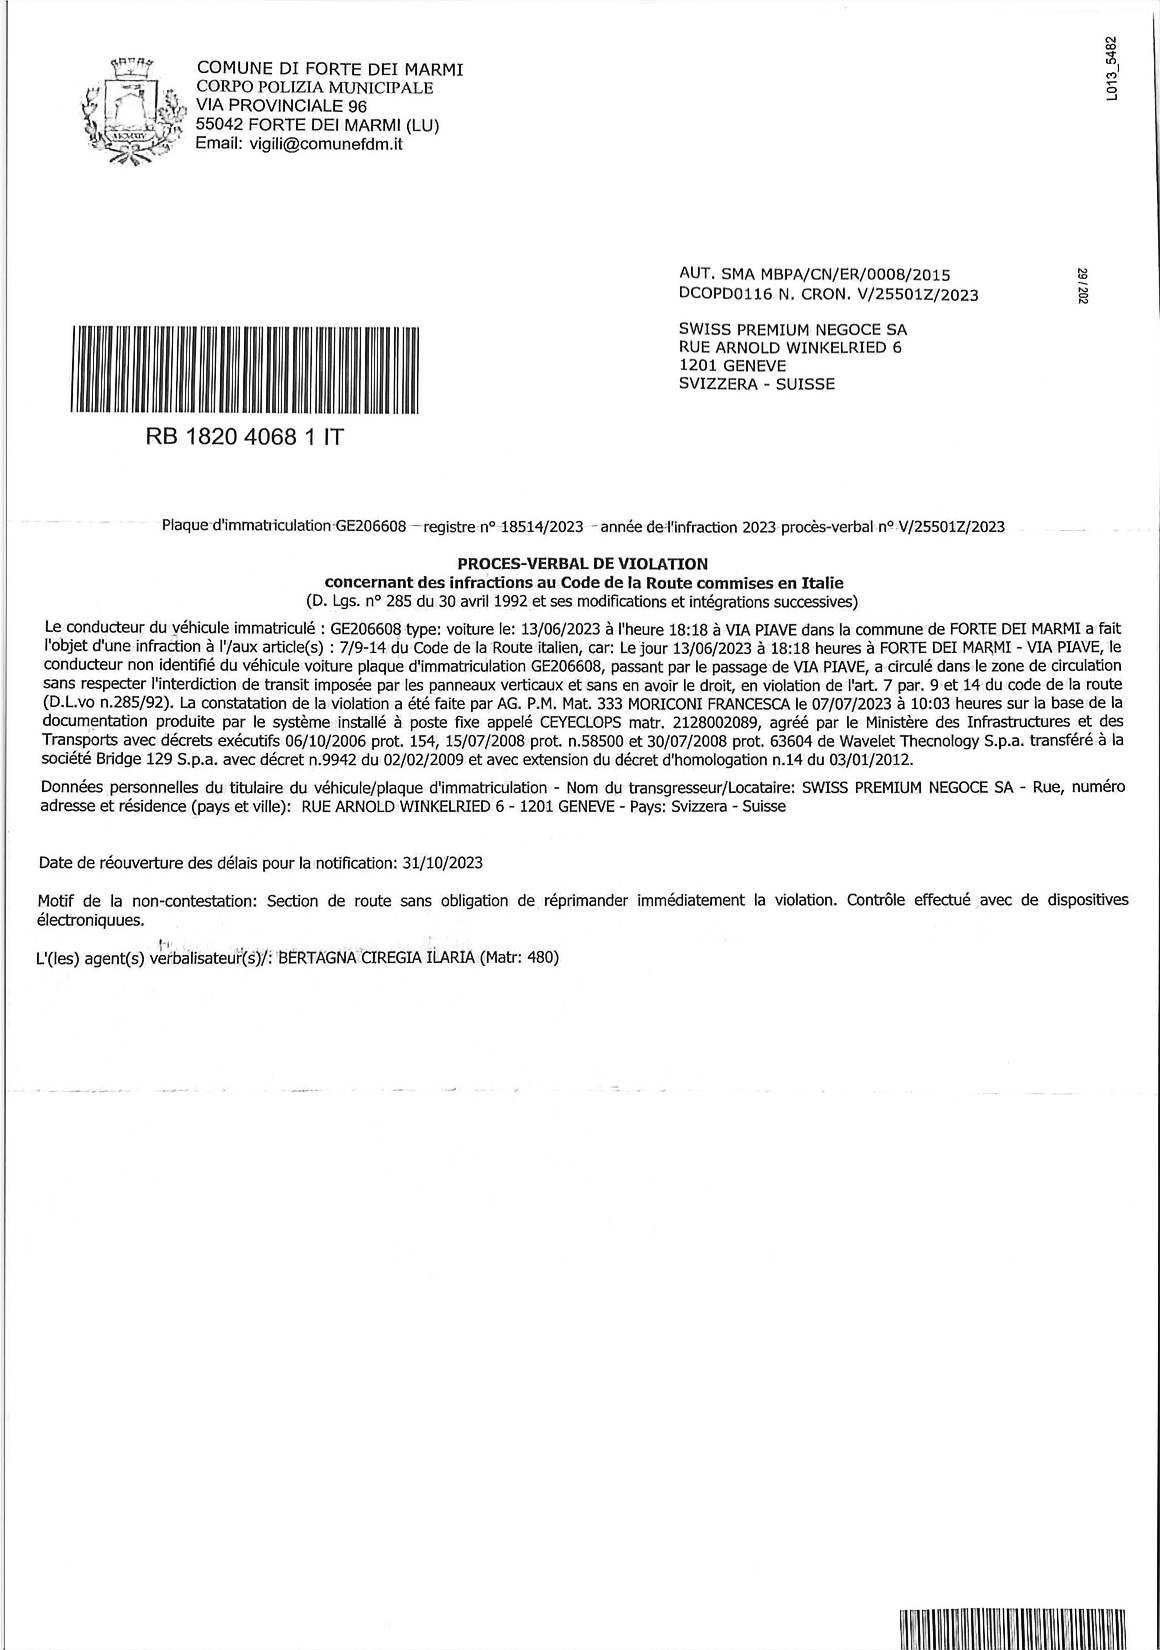 L013_5482
COMUNE DI FORTE DEI MARMI
CORPO POLIZIA MUNICIPALE
VIA PROVINCIALE 96
55042 FORTE DEI MARMI (LU)
Email: vigili@comunefdm.it
AUT. SMA MBPA/CN/ER/0008/2015
DCOPD0116 N. CRON. V/25501Z/2023
29 / 202
SWISS PREMIUM NEGOCE SA
RUE ARNOLD WINKELRIED 6
1201 GENEVE
SVIZZERA - SUISSE
RB 1820 4068 1 IT
Plaque d'immatriculation GE206608 – registre n° 18514/2023 - année de l'infraction 2023 procès-verbal n° V/25501Z/2023
PROCES-VERBAL DE VIOLATION
concernant des infractions au Code de la Route commises en Italie
(D. Lgs. n° 285 du 30 avril 1992 et ses modifications et intégrations successives)
Le conducteur du véhicule immatriculé : GE206608 type: voiture le: 13/06/2023 à l'heure 18:18 à VIA PIAVE dans la commune de FORTE DEI MARMI a fait
l'objet d'une infraction à l'/aux article(s) : 7/9-14 du Code de la Route italien, car: Le jour 13/06/2023 à 18:18 heures à FORTE DEI MARMI - VIA PIAVE, le
conducteur non identifié du véhicule voiture plaque d'immatriculation GE206608, passant par le passage de VIA PIAVE, a circulé dans le zone de circulation
sans respecter l'interdiction de transit imposée par les panneaux verticaux et sans en avoir le droit, en violation de l'art. 7 par. 9 et 14 du code de la route
(D.L.vo n.285/92). La constatation de la violation a été faite par AG. P.M. Mat. 333 MORICONI FRANCESCA le 07/07/2023 à 10:03 heures sur la base de la
documentation produite par le système installé à poste fixe appelé CEYECLOPS matr. 2128002089, agréé par le Ministère des Infrastructures et des
Transports avec décrets exécutifs 06/10/2006 prot. 154, 15/07/2008 prot. n.58500 et 30/07/2008 prot. 63604 de Wavelet Thecnology S.p.a. transféré à la
société Bridge 129 S.p.a. avec décret n.9942 du 02/02/2009 et avec extension du décret d'homologation n.14 du 03/01/2012.
Données personnelles du titulaire du véhicule/plaque d'immatriculation - Nom du transgresseur/Locataire: SWISS PREMIUM NEGOCE SA - Rue, numéro
adresse et résidence (pays et ville): RUE ARNOLD WINKELRIED 6 - 1201 GENEVE - Pays: Svizzera - Suisse
Date de réouverture des délais pour la notification: 31/10/2023
Motif de la non-contestation: Section de route sans obligation de réprimander immédiatement la violation. Contrôle effectué avec de dispositives
électroniquues.
L'(les) agent(s) verbalisateur(s)/: BERTAGNA CIREGIA ILARIA (Matr: 480)